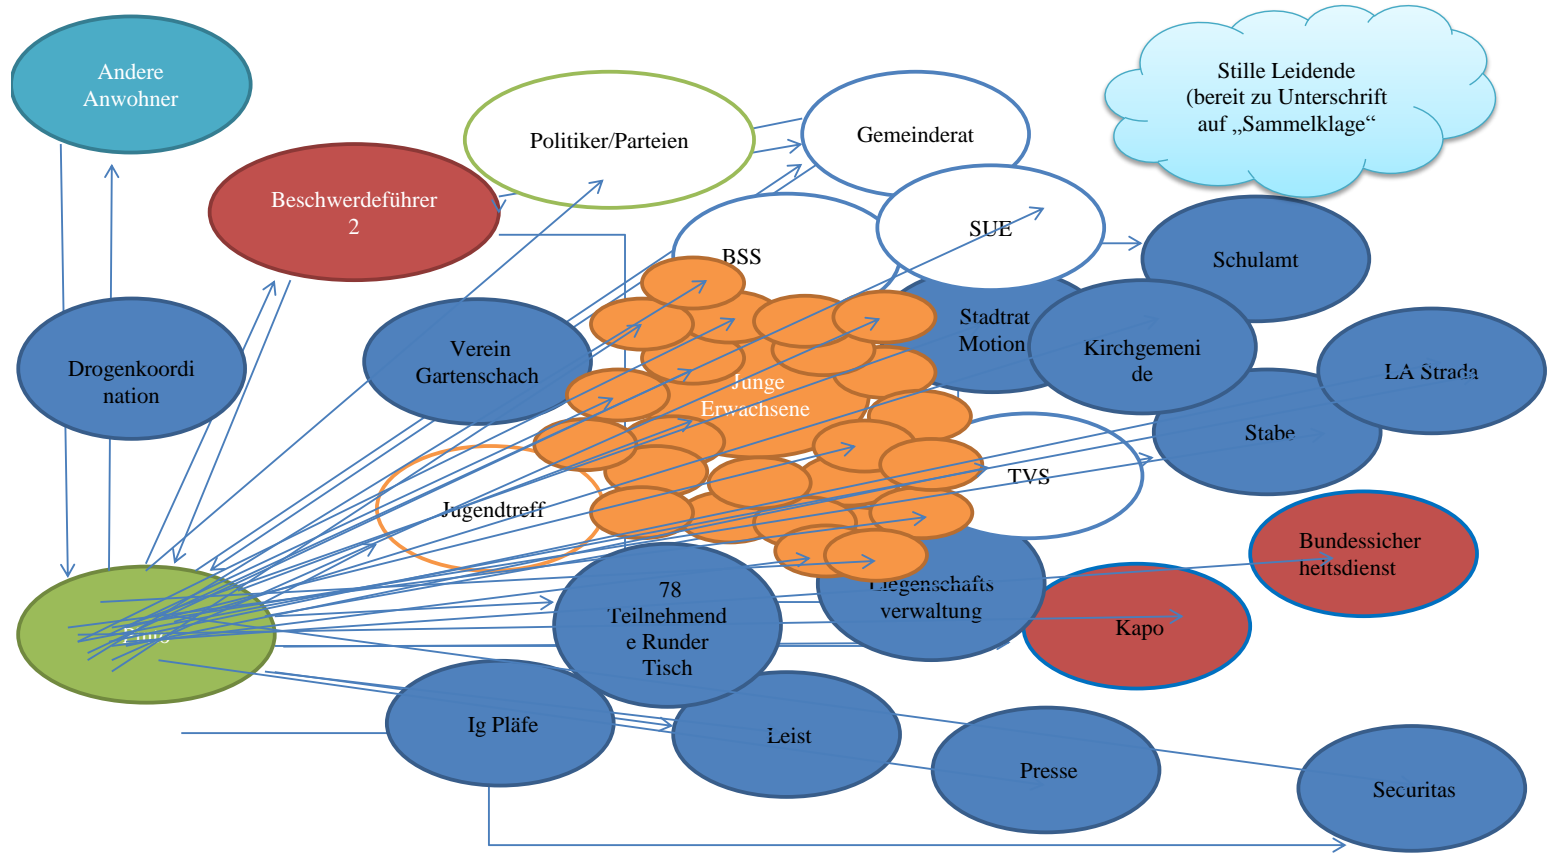 Andere
Anwohner
Politiker/Parteien
Gemeinderat
Stille Leidende
(bereit zu Unterschrift
auf „Sammelklage“
Beschwerdeführer
2
BSS
SUE
Schulamt
Drogenkoordi
nation
Verein
Gartenschach
Junge
Erwachsene
Stadtrat
Motion
Kirchgemeni
de
LA Strada
Stabe
Jugendtreff
TVS
Bundessicher
heitsdienst
78
Teilnehmend
e Runder
Tisch
Liegenschafts
verwaltung
Kapo
Ig Pläfe
Leist
Presse
Securitas